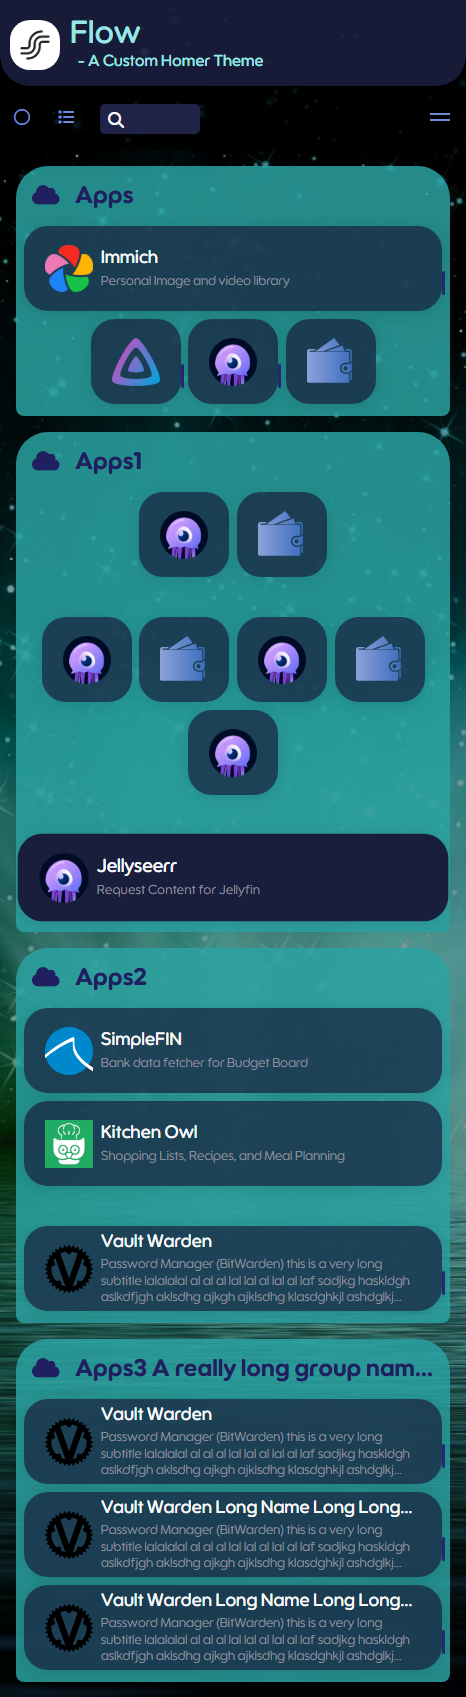 Flow
- A Custom Homer Theme
Apps
Immich
Personal Image and video library
Apps1
Jellyseerr
Request Content for Jellyfin
Apps2
SimpleFIN
Bank data fetcher for Budget Board
Kitchen Owl
Shopping Lists, Recipes, and Meal Planning
Vault Warden
Password Manager (BitWarden) this is a very long
subtitle lalalalal al al al lal lal al lal al laf sadjkg haskldgh
aslkdfjgh aklsdhg ajkgh ajklsdhg klasdghkjl ashdglkj...
Apps3 A really long group nam...
Vault Warden
Password Manager (BitWarden) this is a very long
subtitle lalalalal al al al lal lal al lal al laf sadjkg haskldgh
aslkdfjgh aklsdhg ajkgh ajklsdhg klasdghkjl ashdglkj...
Vault Warden Long Name Long Long...
Password Manager (BitWarden) this is a very long
subtitle lalalalal al al al lal lal al lal al laf sadjkg haskldgh
aslkdfjgh aklsdhg ajkgh ajklsdhg klasdghkjl ashdglkj...
Vault Warden Long Name Long Long...
Password Manager (BitWarden) this is a very long
subtitle lalalalal al al al lal lal al lal al laf sadjkg haskldgh
aslkdfjgh aklsdhg ajkgh ajklsdhg klasdghkjl ashdglkj...